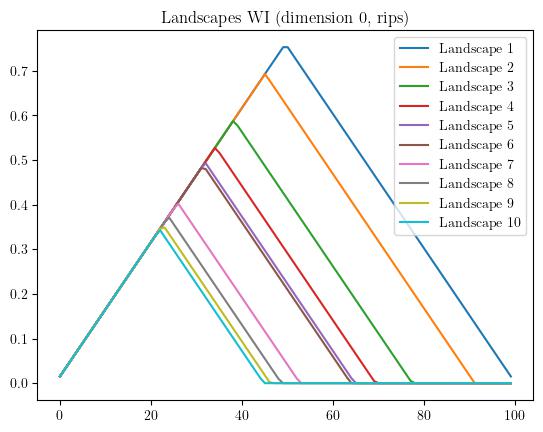 Landscapes WI (dimension 0, rips)
Landscape 1
Landscape 2
Landscape 3
Landscape 4
Landscape 5
Landscape 6
Landscape 7
Landscape 8
Landscape 9
Landscape 10
0.7
0.6
0.5
0.4
0.3
0.2
0.1
0.0
0 20 40 60 80 100